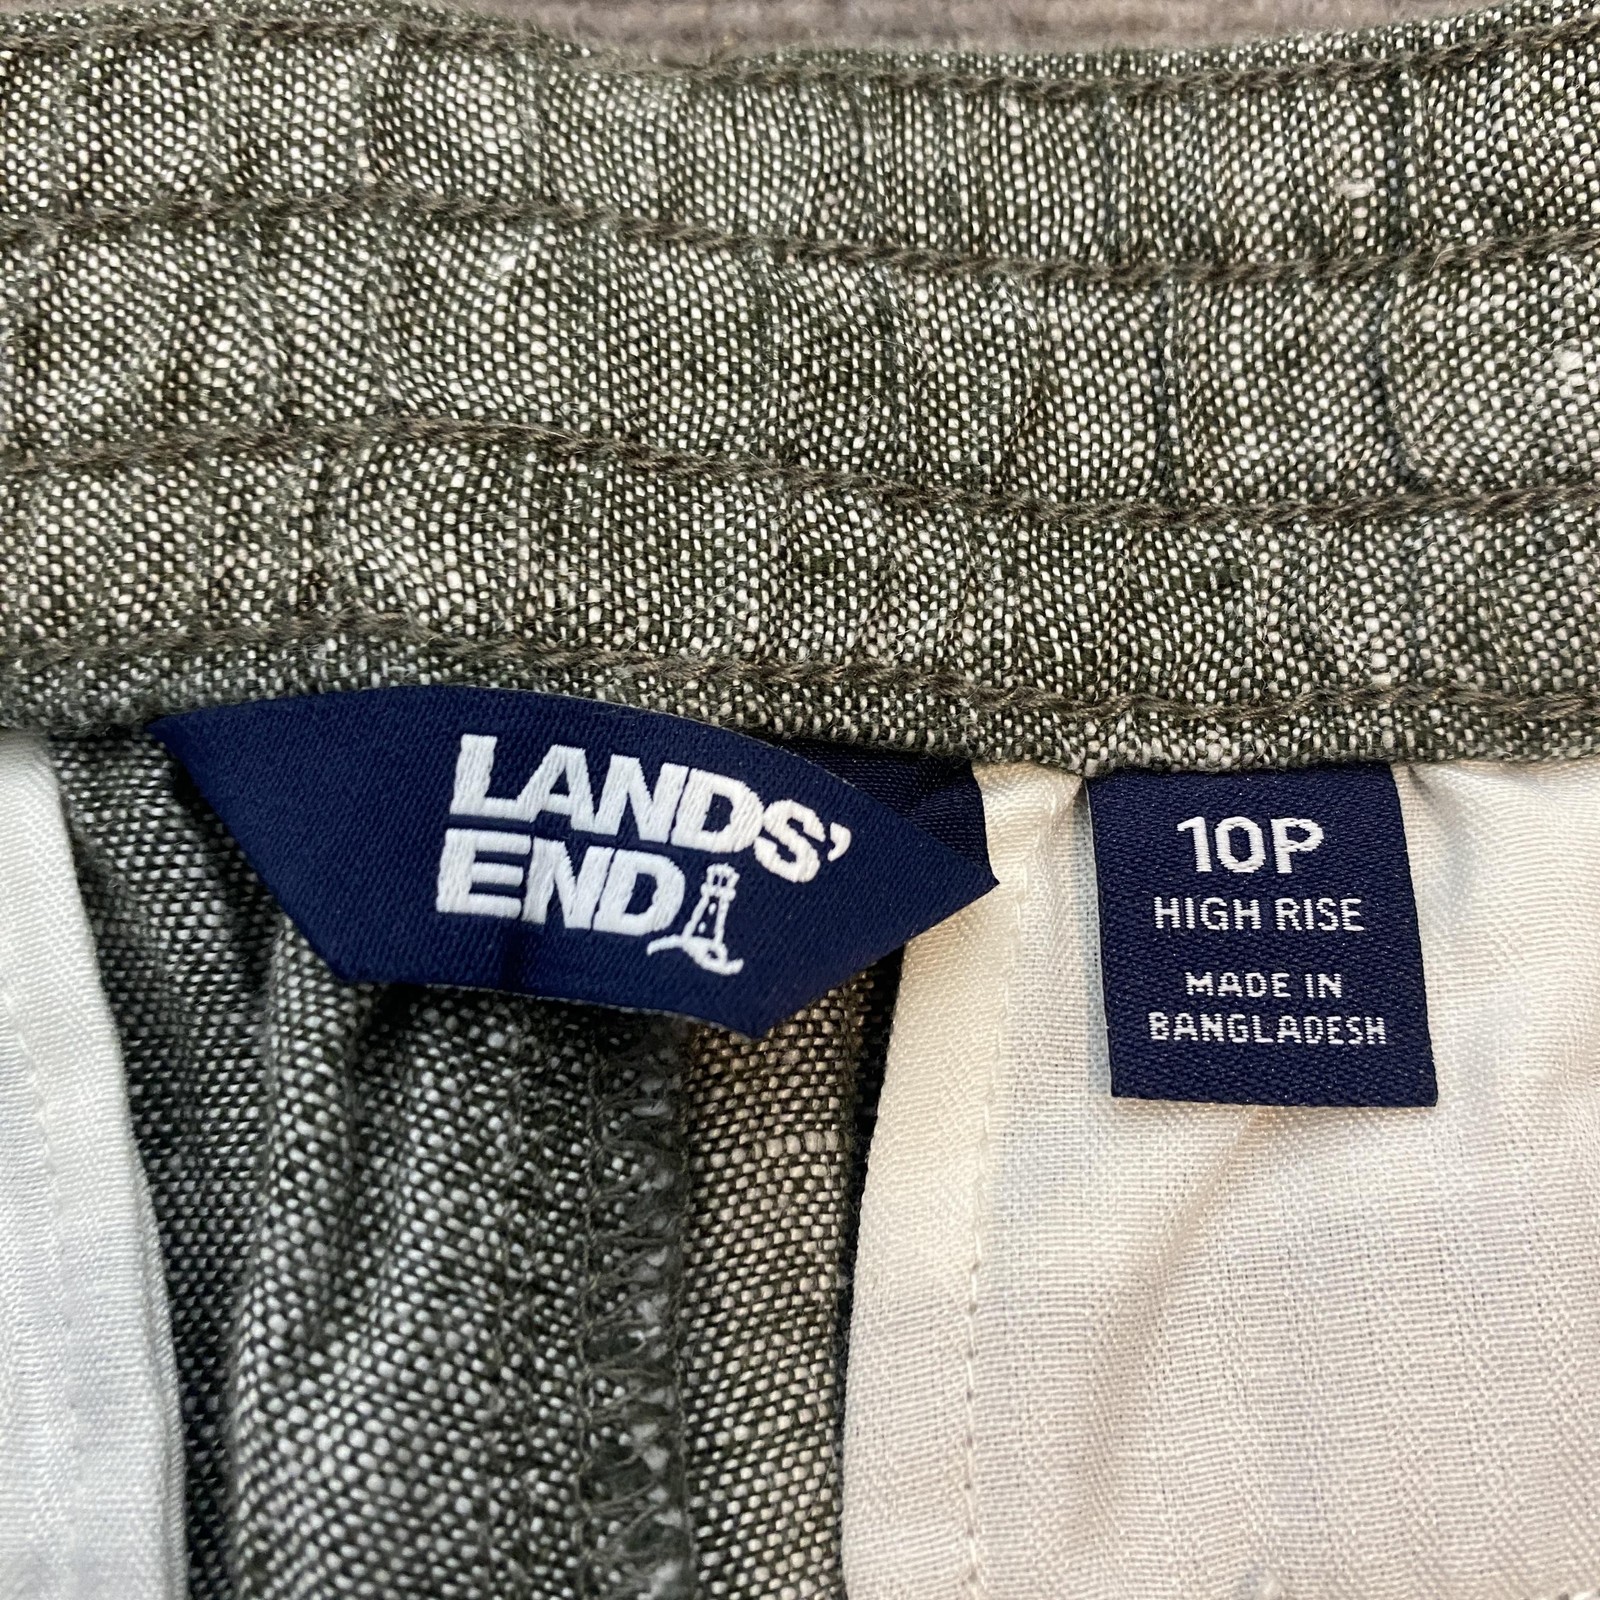 LANDS'
END
10P
HIGH RISE
MADE IN
BANGLADESH